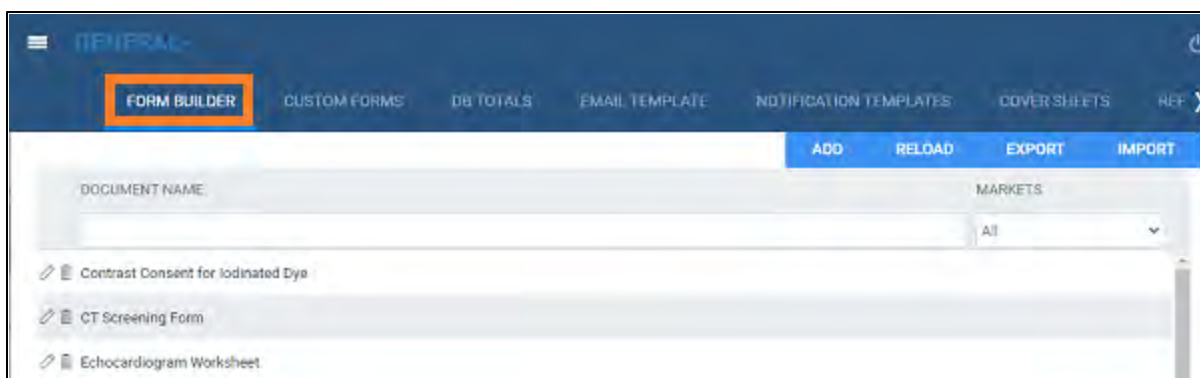 GENERAL
FORM BUILDER CUSTOM FORMS DB TOTALS EMAIL TEMPLATE NOTIFICATION TEMPLATES COVER SHEETS REF
ADD RELOAD EXPORT IMPORT
DOCUMENT NAME MARKETS
All
Contrast Consent for Iodinated Dye
CT Screening Form
Echocardiogram Worksheet